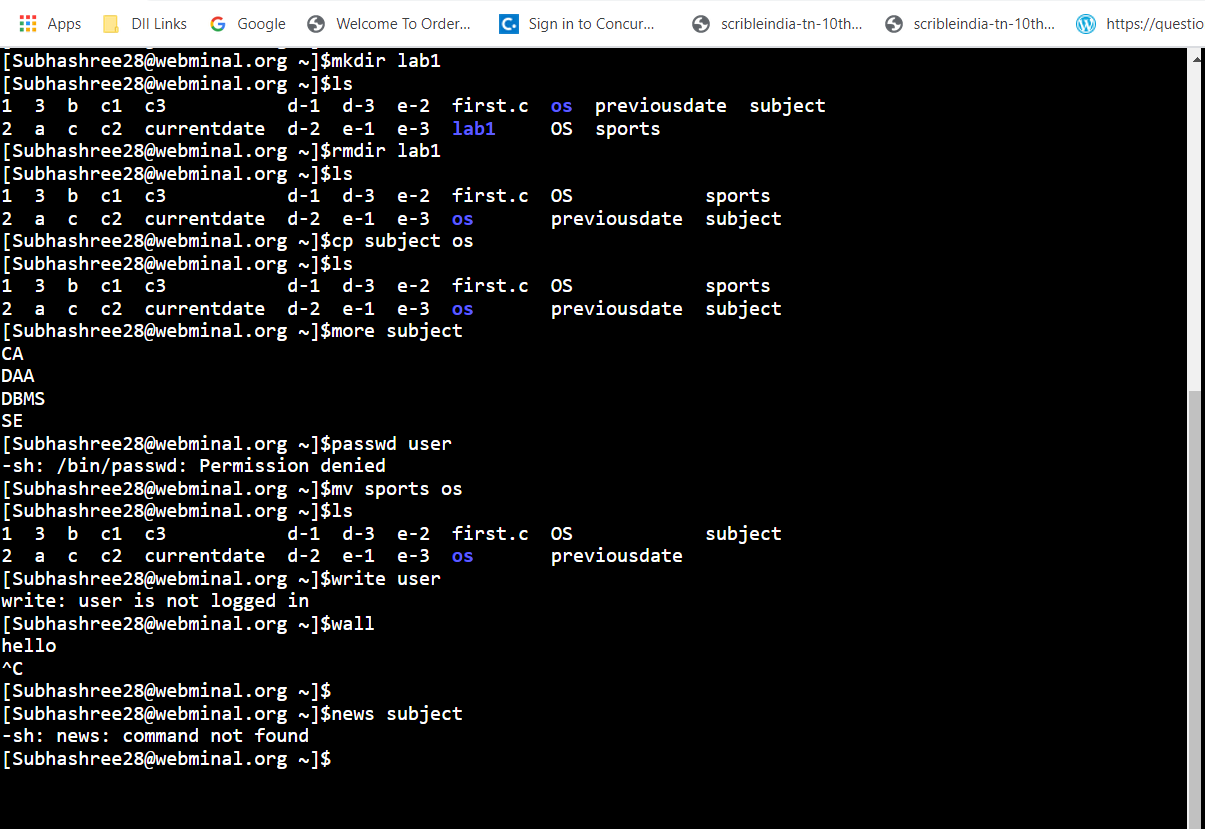 Apps Dll Links Google Welcome To Order... Sign in to Concur... scribleindia-tn-10th... scribleindia-tn-10th... https://questio
[Subhashree28@webminal.org ~]$mkdir lab1
[Subhashree28@webminal.org ~]$ls
1 3 b c1 c3 d-1 d-3 e-2 first.c os previousdate subject
2 a c c2 currentdate d-2 e-1 e-3 lab1 OS sports
[Subhashree28@webminal.org ~]$rmdir lab1
[Subhashree28@webminal.org ~]$ls
1 3 b c1 c3 d-1 d-3 e-2 first.c OS sports
2 a c c2 currentdate d-2 e-1 e-3 os previousdate subject
[Subhashree28@webminal.org ~]$cp subject os
[Subhashree28@webminal.org ~]$ls
1 3 b c1 c3 d-1 d-3 e-2 first.c OS sports
2 a c c2 currentdate d-2 e-1 e-3 os previousdate subject
[Subhashree28@webminal.org ~]$more subject
CA
DAA
DBMS
SE
[Subhashree28@webminal.org ~]$passwd user
-sh: /bin/passwd: Permission denied
[Subhashree28@webminal.org ~]$mv sports os
[Subhashree28@webminal.org ~]$ls
1 3 b c1 c3 d-1 d-3 e-2 first.c OS subject
2 a c c2 currentdate d-2 e-1 e-3 os previousdate
[Subhashree28@webminal.org ~]$write user
write: user is not logged in
[Subhashree28@webminal.org ~]$wall
hello
^C
[Subhashree28@webminal.org ~]$
[Subhashree28@webminal.org ~]$news subject
-sh: news: command not found
[Subhashree28@webminal.org ~]$